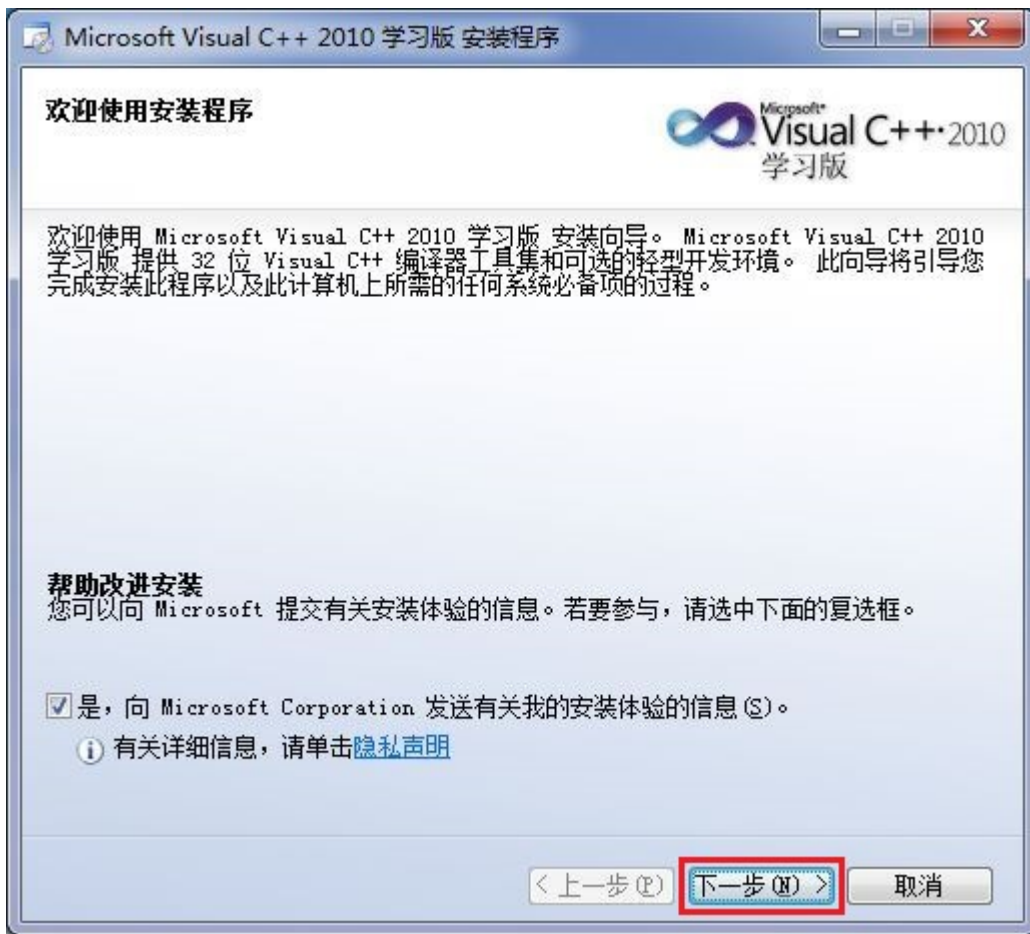 Microsoft Visual C++ 2010 学习版 安装程序
欢迎使用安装程序
Microsoft®
Visual C++·2010
学习版
欢迎使用 Microsoft Visual C++ 2010 学习版 安装向导。 Microsoft Visual C++ 2010
学习版 提供 32 位 Visual C++ 编译器工具集和可选的轻型开发环境。 此向导将引导您
完成安装此程序以及此计算机上所需的任何系统必备项的过程。
帮助改进安装
您可以向 Microsoft 提交有关安装体验的信息。若要参与，请选中下面的复选框。
是，向 Microsoft Corporation 发送有关我的安装体验的信息(S)。
有关详细信息，请单击隐私声明
< 上一步(P) 下一步(N) > 取消